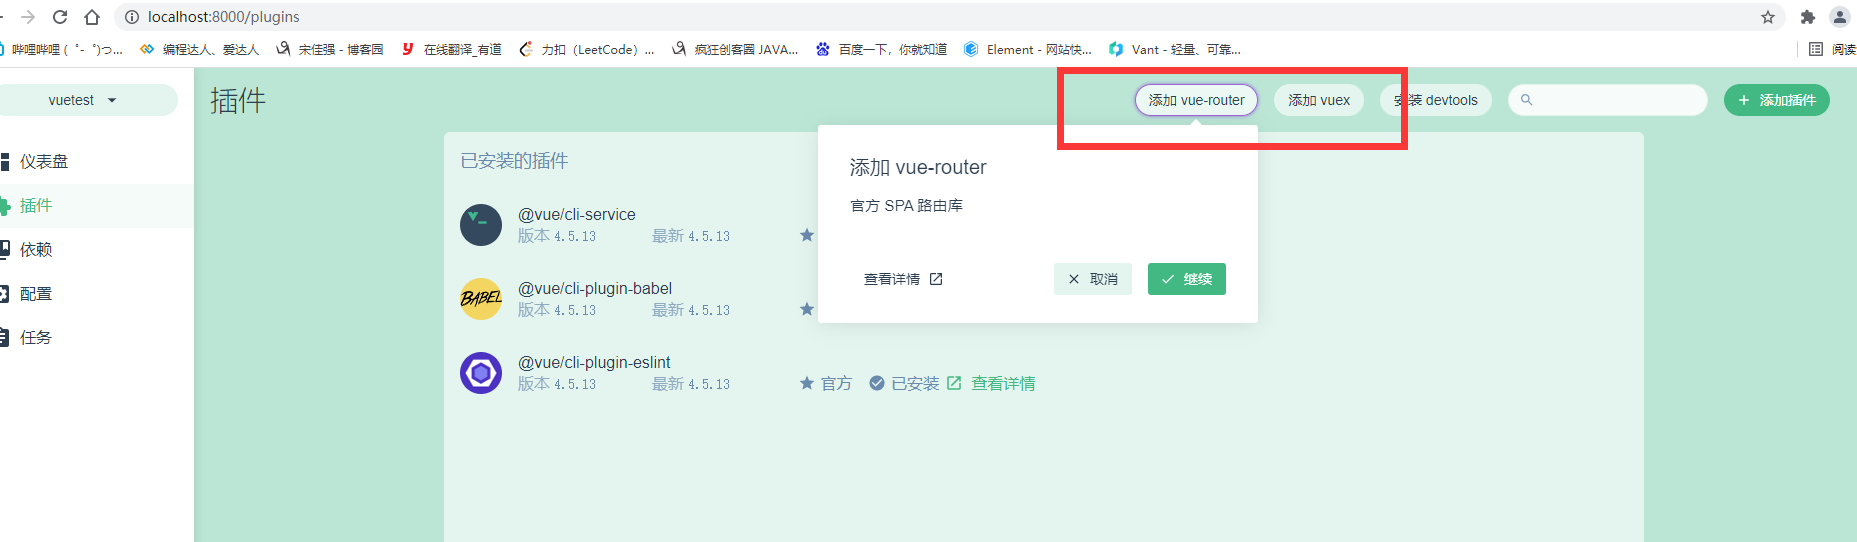 localhost:8000/plugins
哔哩哔哩 ( ゜- ゜)つ... 编程达人、爱达人 宋佳强 - 博客园 在线翻译_有道 力扣（LeetCode）... 疯狂创客圈 JAVA... 百度一下，你就知道 Element - 网站快... Vant - 轻量、可靠... 阅读
vuetest 插件 添加 vue-router 添加 vuex 安装 devtools 添加插件
仪表盘
插件
依赖
配置
任务
已安装的插件
@vue/cli-service
版本 4.5.13 最新 4.5.13
@vue/cli-plugin-babel
BABEL
版本 4.5.13 最新 4.5.13
@vue/cli-plugin-eslint
版本 4.5.13 最新 4.5.13 官方 已安装 查看详情
添加 vue-router
官方 SPA 路由库
查看详情 取消 继续